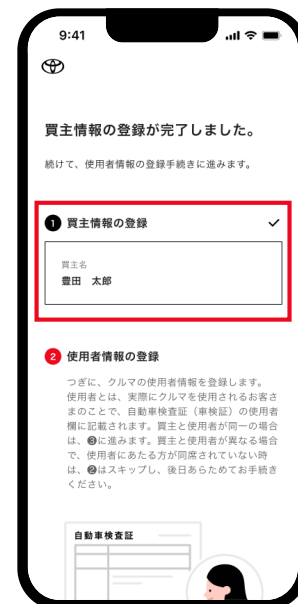 9:41
買主情報の登録が完了しました。
続けて、使用者情報の登録手続きに進みます。
1 買主情報の登録
買主名
豊田 太郎
2 使用者情報の登録
つぎに、クルマの使用者情報を登録します。
使用者とは、実際にクルマを使用されるお客さ
まのことで、自動車検査証（車検証）の使用者
欄に記載されます。買主と使用者が同一の場合
は、❸に進みます。買主と使用者が異なる場合
で、使用者にあたる方が同席されていない時
は、❷はスキップし、後日あらためてお手続き
ください。
自動車検査証